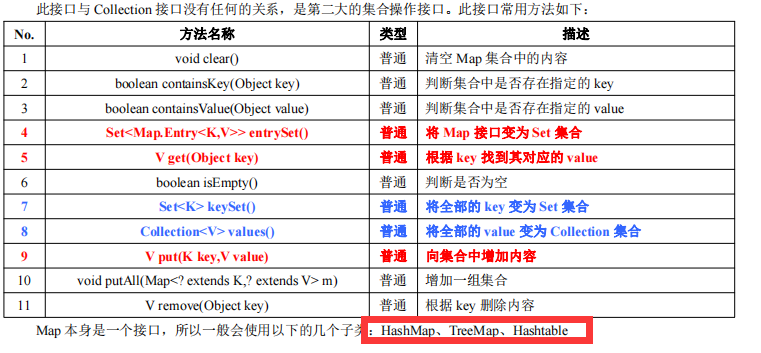 此接口与 Collection 接口没有任何的关系，是第二大的集合操作接口。此接口常用方法如下：
No. 方法名称 类型 描述
1 void clear() 普通 清空 Map 集合中的内容
2 boolean containsKey(Object key) 普通 判断集合中是否存在指定的 key
3 boolean containsValue(Object value) 普通 判断集合中是否存在指定的 value
4 Set<Map.Entry<K,V>> entrySet() 普通 将 Map 接口变为 Set 集合
5 V get(Object key) 普通 根据 key 找到其对应的 value
6 boolean isEmpty() 普通 判断是否为空
7 Set<K> keySet() 普通 将全部的 key 变为 Set 集合
8 Collection<V> values() 普通 将全部的 value 变为 Collection 集合
9 V put(K key,V value) 普通 向集合中增加内容
10 void putAll(Map<? extends K,? extends V> m) 普通 增加一组集合
11 V remove(Object key) 普通 根据 key 删除内容
Map 本身是一个接口，所以一般会使用以下的几个子类：HashMap、TreeMap、Hashtable